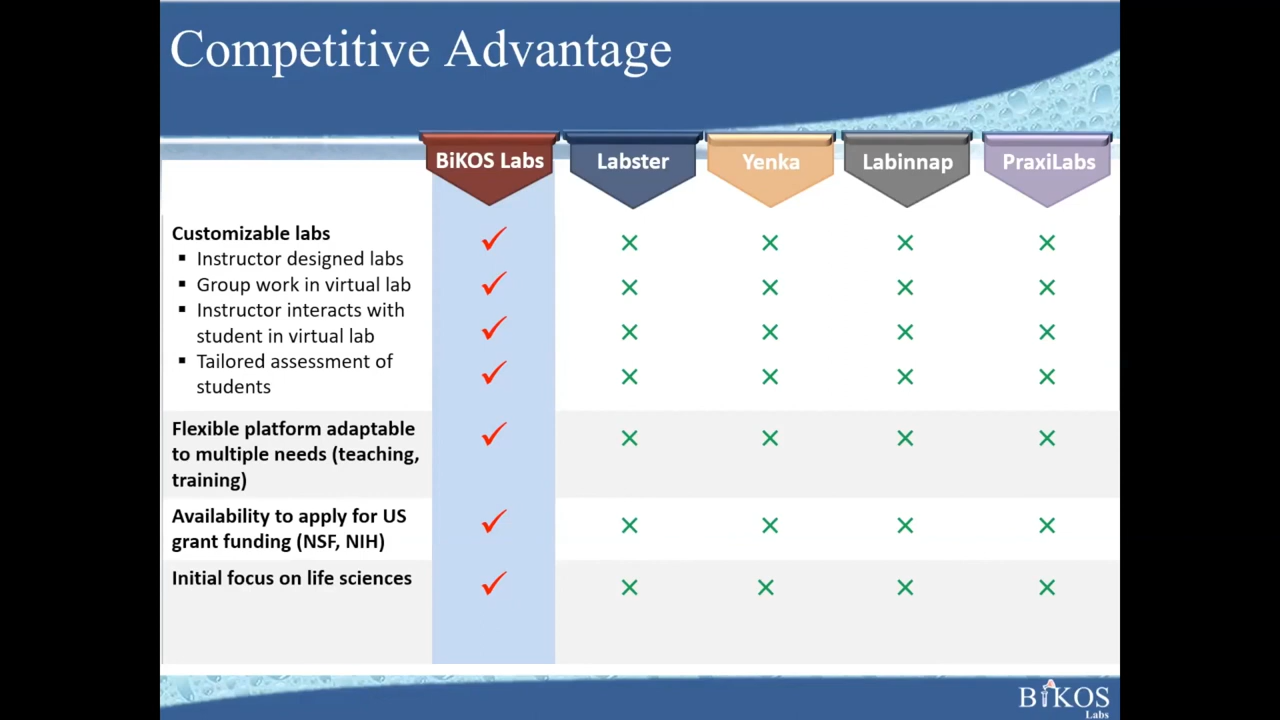 Competitive Advantage
BiKOS Labs
Labster
Yenka
Labinnap
PraxiLabs
Customizable labs
▪ Instructor designed labs
▪ Group work in virtual lab
▪ Instructor interacts with
student in virtual lab
▪ Tailored assessment of
students
Flexible platform adaptable
to multiple needs (teaching,
training)
Availability to apply for US
grant funding (NSF, NIH)
Initial focus on life sciences
BiKOS
Labs